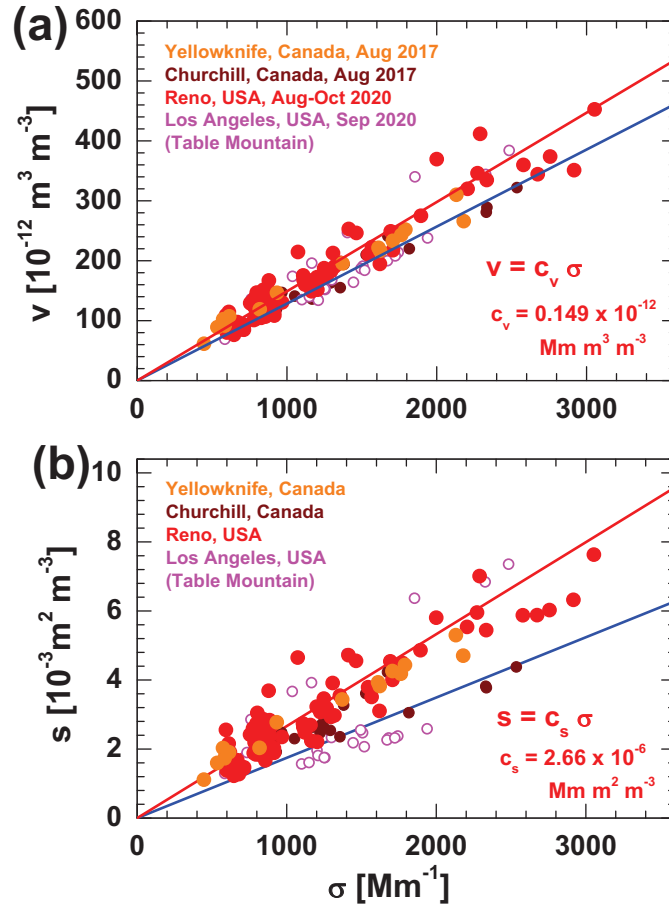 (a)
600
500
400
300
200
100
0
v [10⁻¹² m³ m⁻³]
Yellowknife, Canada, Aug 2017
Churchill, Canada, Aug 2017
Reno, USA, Aug-Oct 2020
Los Angeles, USA, Sep 2020
(Table Mountain)
v = cᵥ σ
cᵥ = 0.149 x 10⁻¹²
Mm m³ m⁻³
0 1000 2000 3000
(b)
10
8
6
4
2
0
s [10⁻³m² m⁻³]
Yellowknife, Canada
Churchill, Canada
Reno, USA
Los Angeles, USA
(Table Mountain)
s = cₛ σ
cₛ = 2.66 x 10⁻⁶
Mm m² m⁻³
0 1000 2000 3000
σ [Mm⁻¹]